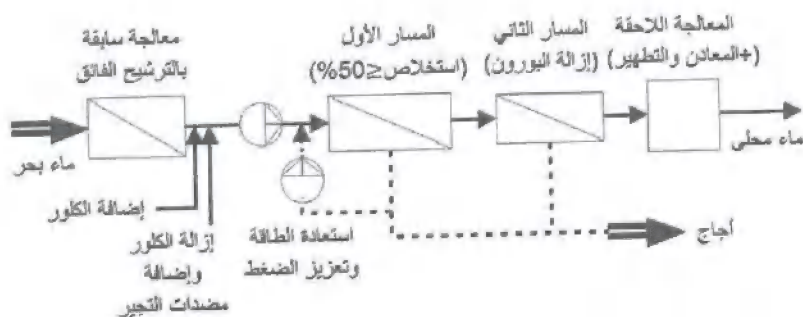 معالجة سابقة
بالترشيح الفائق
المسار الأول
(استخلاص≤50%)
المسار الثاني
(إزالة البورون)
المعالجة اللاحقة
(+المعادن والتطهير)
ماء بحر
ماء محلى
إضافة الكلور
إزالة الكلور
وإضافة
مضدات التجير
استعادة الطاقة
وتعزيز الضغط
أجاج